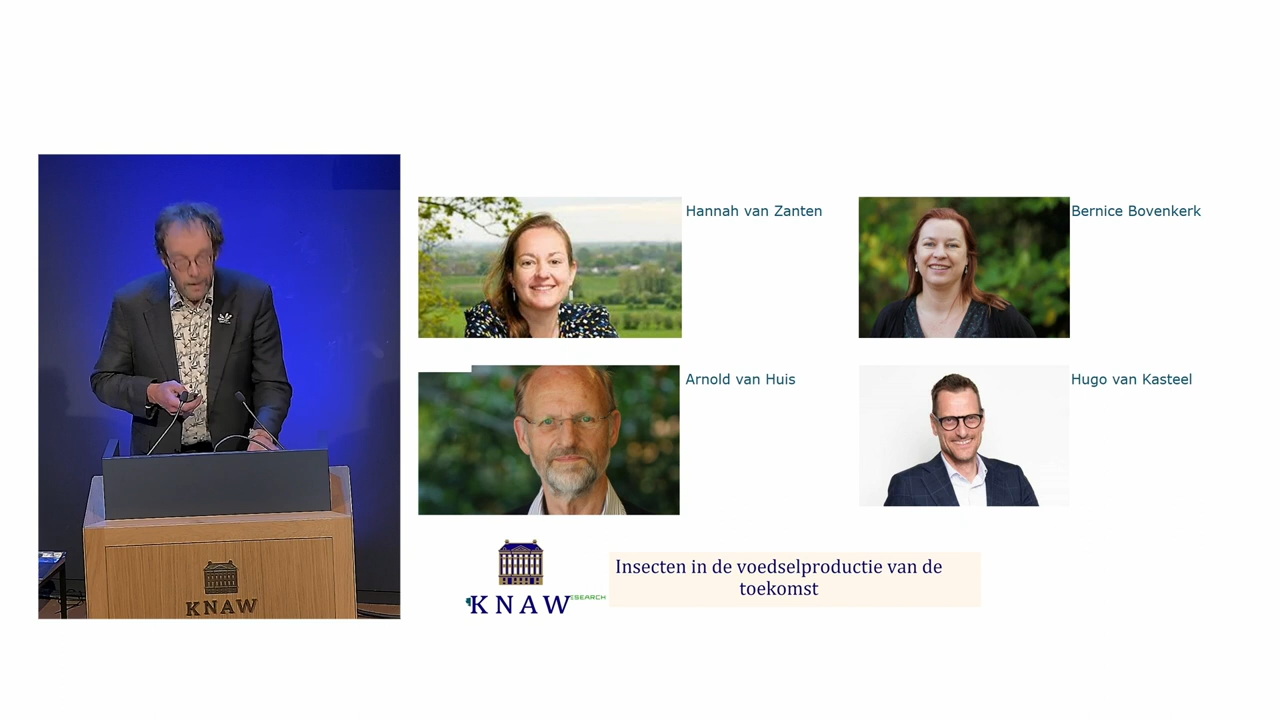 Hannah van Zanten
Bernice Bovenkerk
Arnold van Huis
Hugo van Kasteel
KNAW
ESEARCH
Insecten in de voedselproductie van de
toekomst
KNAW